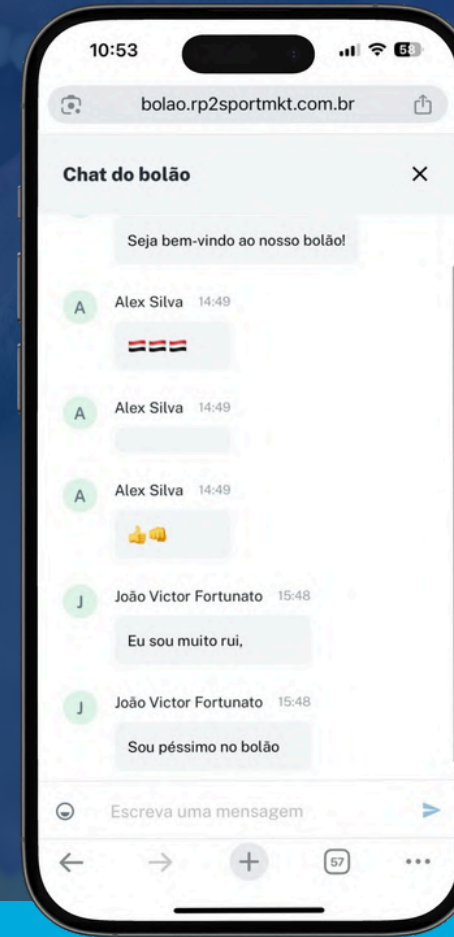 10:53
58
bolao.rp2sportmkt.com.br
Chat do bolão
Seja bem-vindo ao nosso bolão!
A
Alex Silva 14:49
A
Alex Silva 14:49
A
Alex Silva 14:49
J
João Victor Fortunato 15:48
Eu sou muito rui,
J
João Victor Fortunato 15:48
Sou péssimo no bolão
Escreva uma mensagem
57